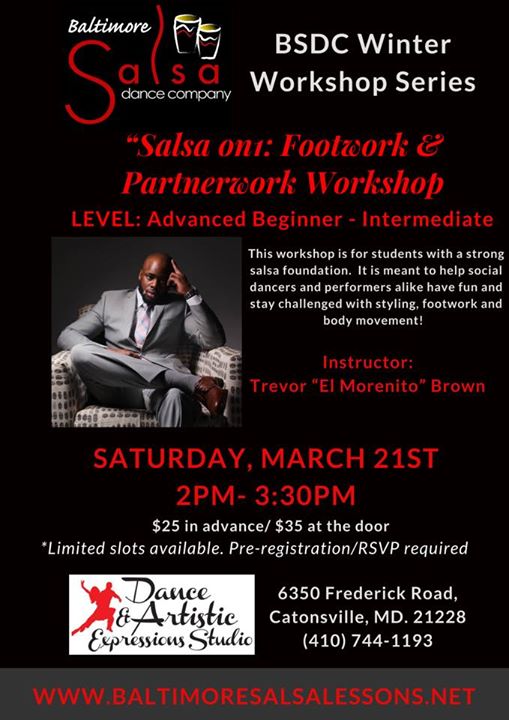 Baltimore
Salsa
dance company
BSDC Winter
Workshop Series
“Salsa on1: Footwork &
Partnerwork Workshop
LEVEL: Advanced Beginner - Intermediate
This workshop is for students with a strong
salsa foundation. It is meant to help social
dancers and performers alike have fun and
stay challenged with styling, footwork and
body movement!
Instructor:
Trevor “El Morenito” Brown
SATURDAY, MARCH 21ST
2PM- 3:30PM
$25 in advance/ $35 at the door
*Limited slots available. Pre-registration/RSVP required
Dance
& Artistic
Expressions Studio
6350 Frederick Road,
Catonsville, MD. 21228
(410) 744-1193
WWW.BALTIMORESALSALESSONS.NET